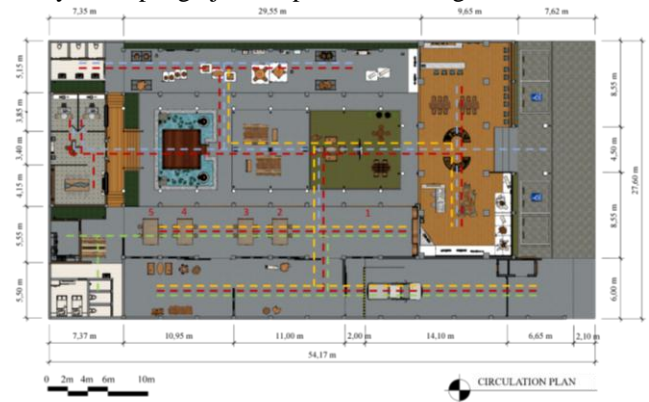 7,35 m 29,55 m 9,65 m 7,62 m
5,15 m
3,85 m
3,40 m
4,15 m
5,55 m
5,50 m
8,55 m
4,50 m
8,55 m
6,00 m
27,60 m
5 4 3 2 1
7,37 m 10,95 m 11,00 m 2,00 m 14,10 m 6,65 m 2,10 m
54,17 m
0 2m 4m 6m 10m
CIRCULATION PLAN